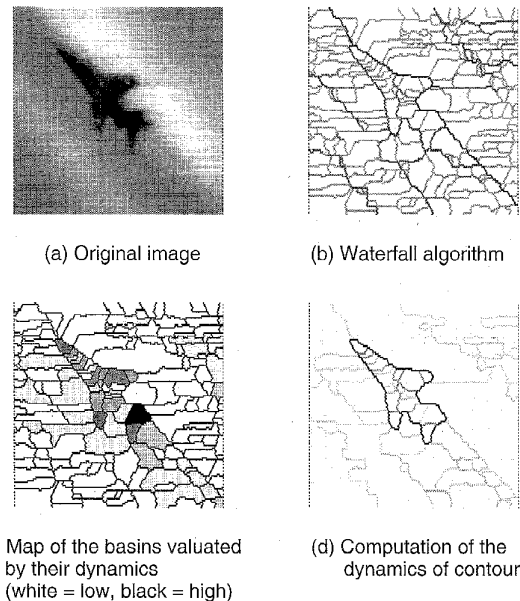 (a) Original image
(b) Waterfall algorithm
Map of the basins valuated
by their dynamics
(white = low, black = high)
(d) Computation of the
dynamics of contour